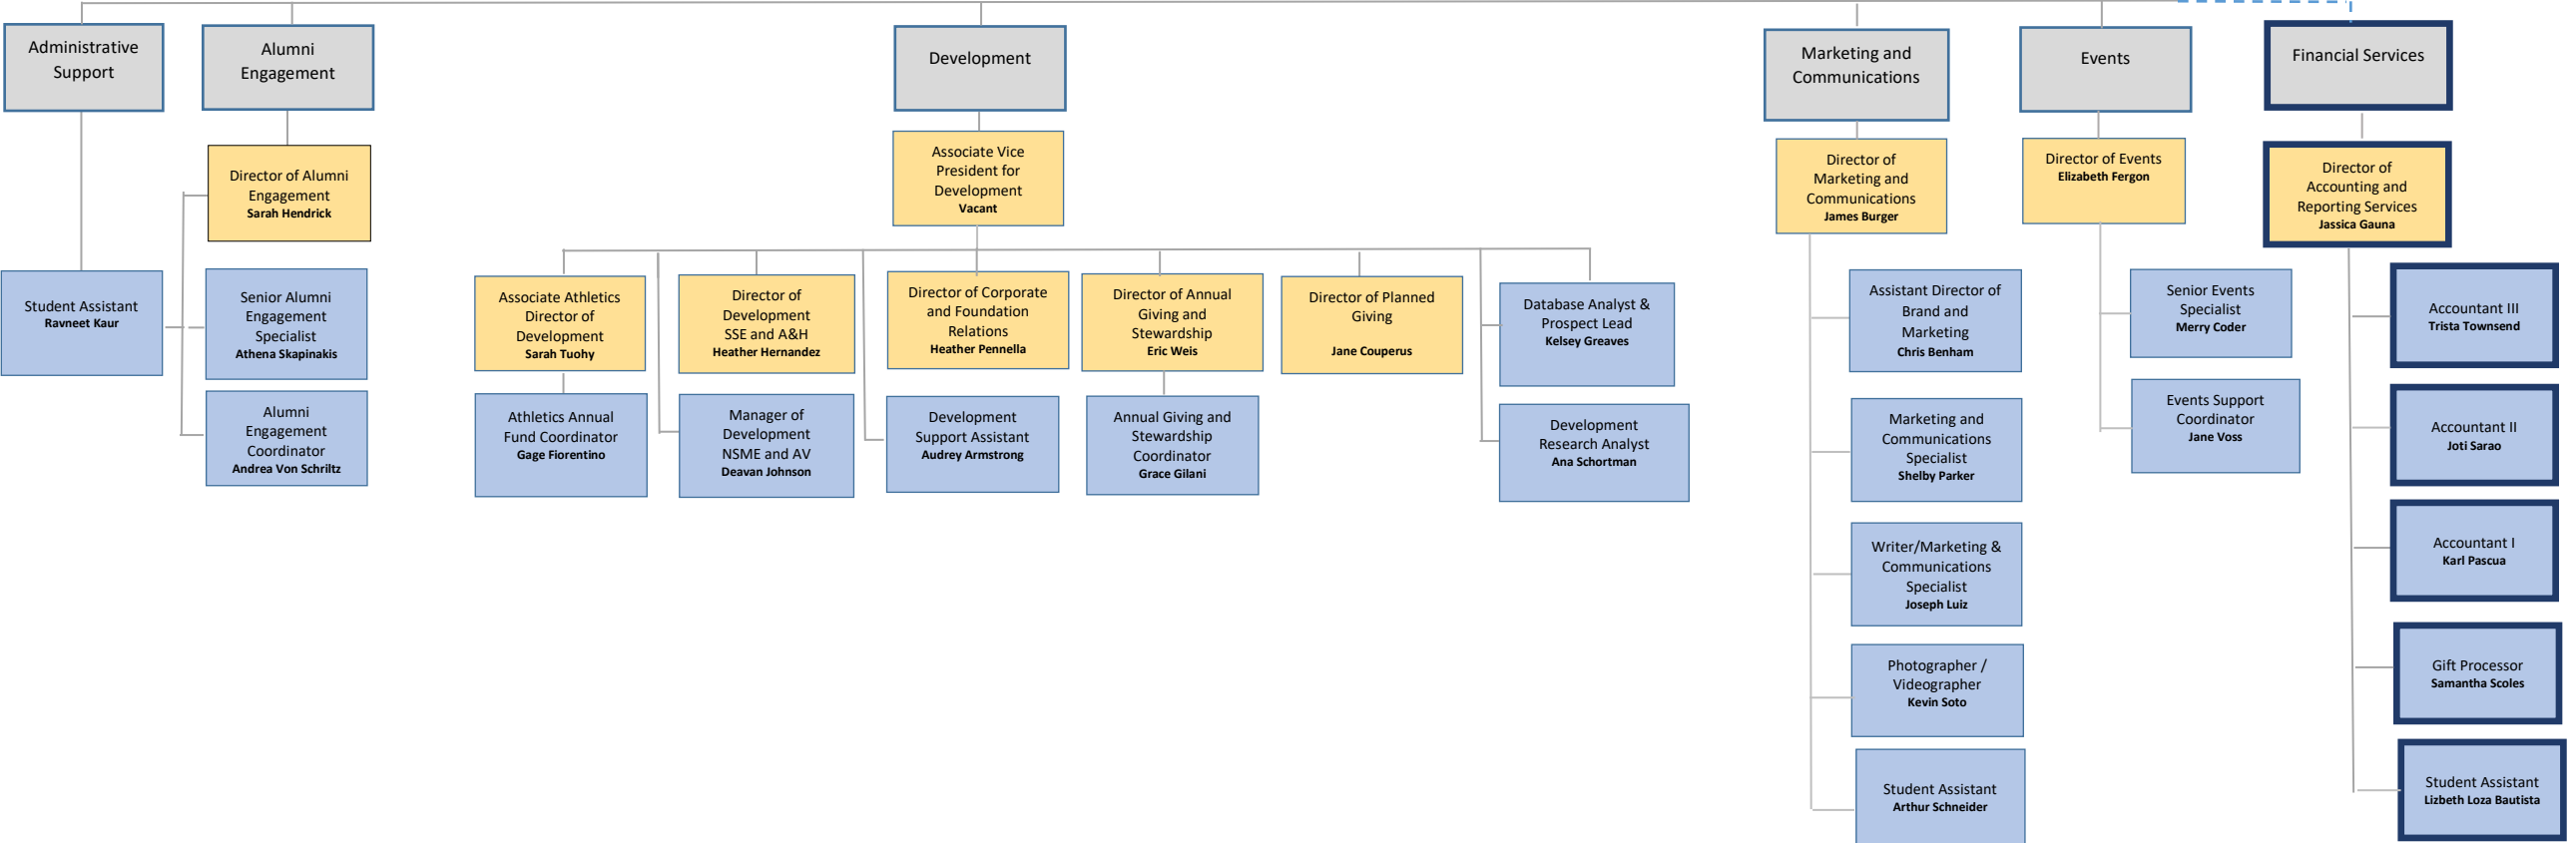 Administrative
Support
Student Assistant
Ravneet Kaur
Alumni
Engagement
Director of Alumni
Engagement
Sarah Hendrick
Senior Alumni
Engagement
Specialist
Athena Skapinakis
Alumni
Engagement
Coordinator
Andrea Von Schriltz
Development
Associate Vice
President for
Development
Vacant
Associate Athletics
Director of
Development
Sarah Tuohy
Athletics Annual
Fund Coordinator
Gage Fiorentino
Director of
Development
SSE and A&H
Heather Hernandez
Manager of
Development
NSME and AV
Deavan Johnson
Director of Corporate
and Foundation
Relations
Heather Pennella
Development
Support Assistant
Audrey Armstrong
Director of Annual
Giving and
Stewardship
Eric Weis
Annual Giving and
Stewardship
Coordinator
Grace Gilani
Director of Planned
Giving
Jane Couperus
Database Analyst &
Prospect Lead
Kelsey Greaves
Development
Research Analyst
Ana Schortman
Marketing and
Communications
Director of
Marketing and
Communications
James Burger
Assistant Director of
Brand and
Marketing
Chris Benham
Marketing and
Communications
Specialist
Shelby Parker
Writer/Marketing &
Communications
Specialist
Joseph Luiz
Photographer /
Videographer
Kevin Soto
Student Assistant
Arthur Schneider
Events
Director of Events
Elizabeth Fergon
Senior Events
Specialist
Merry Coder
Events Support
Coordinator
Jane Voss
Financial Services
Director of
Accounting and
Reporting Services
Jassica Gauna
Accountant III
Trista Townsend
Accountant II
Joti Sarao
Accountant I
Karl Pascua
Gift Processor
Samantha Scoles
Student Assistant
Lizbeth Loza Bautista